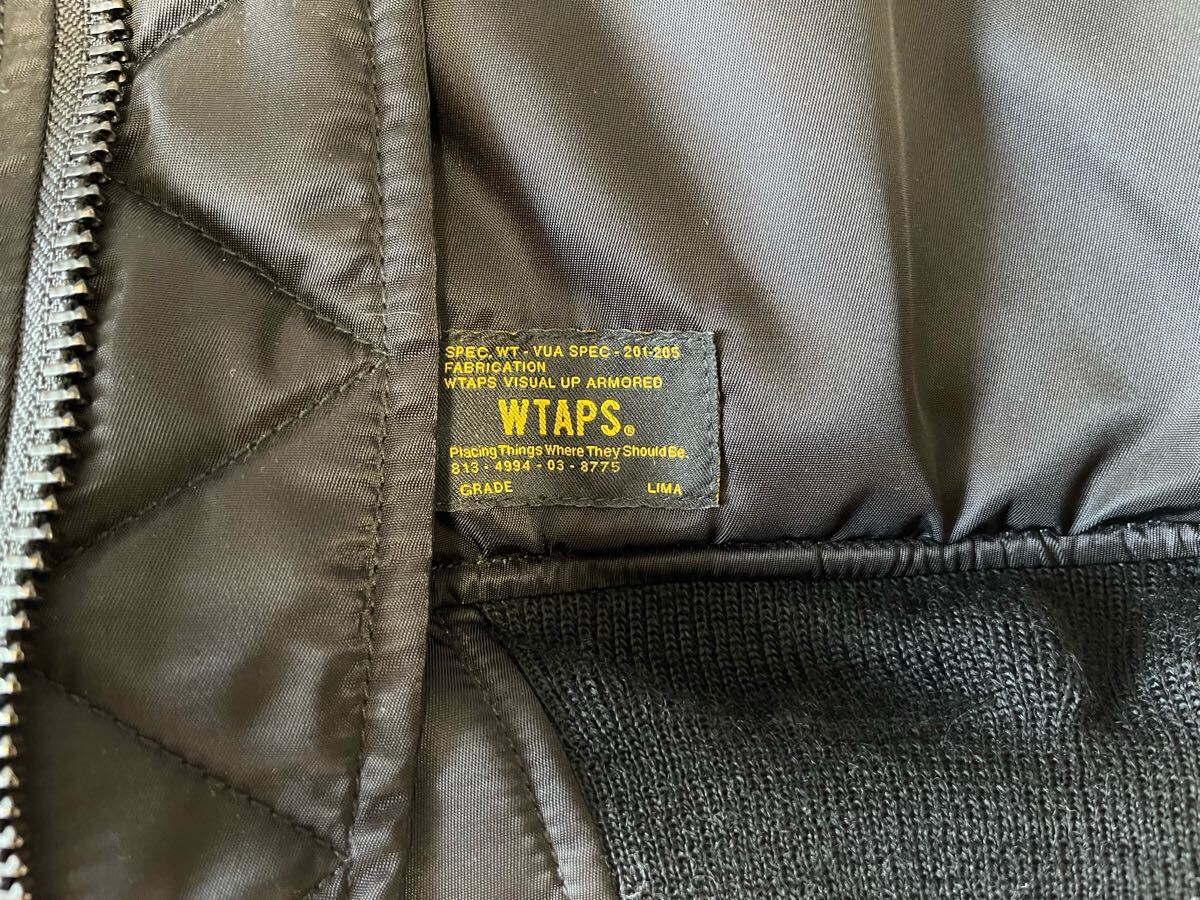 SPEC. WT - VUA SPEC - 201-205
FABRICATION
WTAPS VISUAL UP ARMORED
WTAPS®
Placing Things Where They Should Be.
813 - 4994 - 03 - 8775
GRADE LIMA